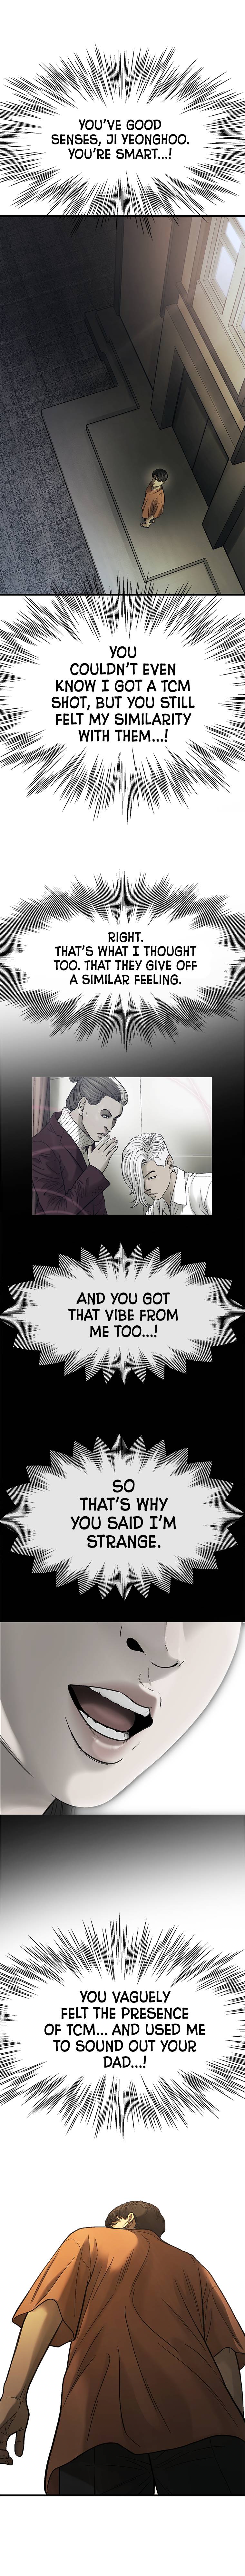 YOU'VE GOOD
SENSES, JI YEONGHOO.
YOU'RE SMART...!
YOU
COULDN'T EVEN
KNOW I GOT A TCM
SHOT, BUT YOU STILL
FELT MY SIMILARITY
WITH THEM...!
RIGHT.
THAT'S WHAT I THOUGHT
TOO. THAT THEY GIVE OFF
A SIMILAR FEELING.
AND YOU GOT
THAT VIBE FROM
ME TOO...!
SO
THAT'S WHY
YOU SAID I'M
STRANGE.
YOU VAGUELY
FELT THE PRESENCE
OF TCM... AND USED ME
TO SOUND OUT YOUR
DAD...!